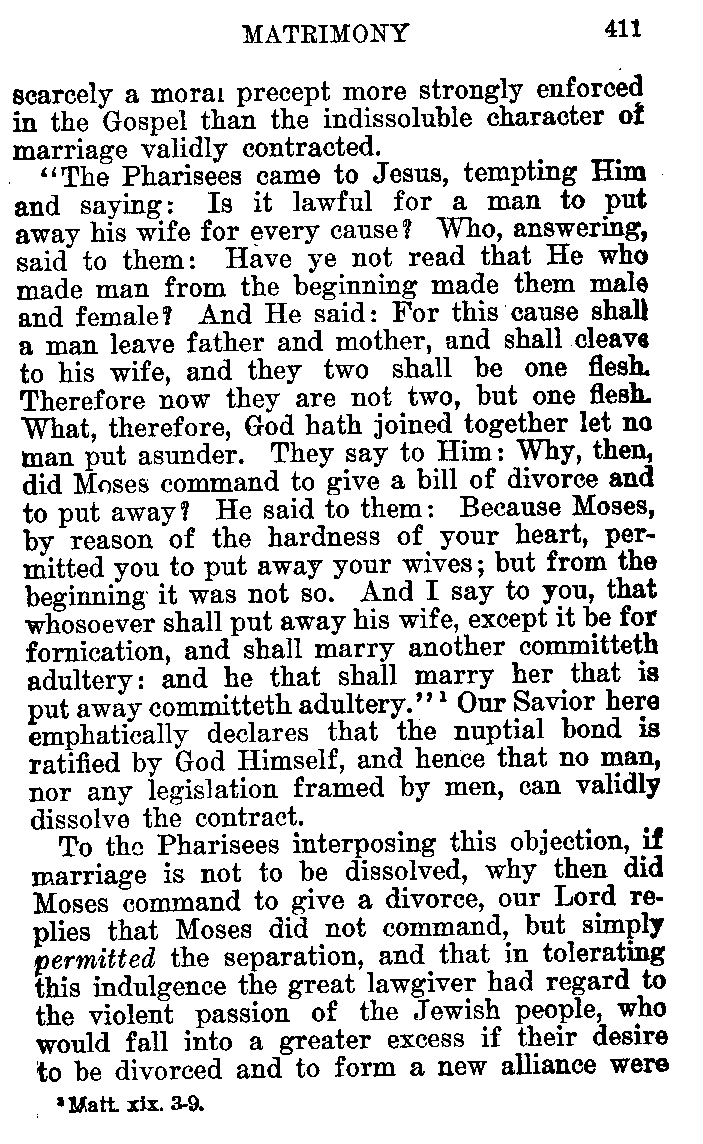 MATRIMONY 411
scarcely a moral precept more strongly enforced
in the Gospel than the indissoluble character of
marriage validly contracted.
"The Pharisees came to Jesus, tempting Him
and saying: Is it lawful for a man to put
away his wife for every cause? Who, answering,
said to them: Have ye not read that He who
made man from the beginning made them male
and female? And He said: For this cause shall
a man leave father and mother, and shall cleave
to his wife, and they two shall be one flesh.
Therefore now they are not two, but one flesh.
What, therefore, God hath joined together let no
man put asunder. They say to Him: Why, then,
did Moses command to give a bill of divorce and
to put away? He said to them: Because Moses,
by reason of the hardness of your heart, per-
mitted you to put away your wives; but from the
beginning it was not so. And I say to you, that
whosoever shall put away his wife, except it be for
fornication, and shall marry another committeth
adultery: and he that shall marry her that is
put away committeth adultery."¹ Our Savior here
emphatically declares that the nuptial bond is
ratified by God Himself, and hence that no man,
nor any legislation framed by men, can validly
dissolve the contract.
To the Pharisees interposing this objection, if
marriage is not to be dissolved, why then did
Moses command to give a divorce, our Lord re-
plies that Moses did not command, but simply
permitted the separation, and that in tolerating
this indulgence the great lawgiver had regard to
the violent passion of the Jewish people, who
would fall into a greater excess if their desire
to be divorced and to form a new alliance were
¹ Matt. xix. 3-9.